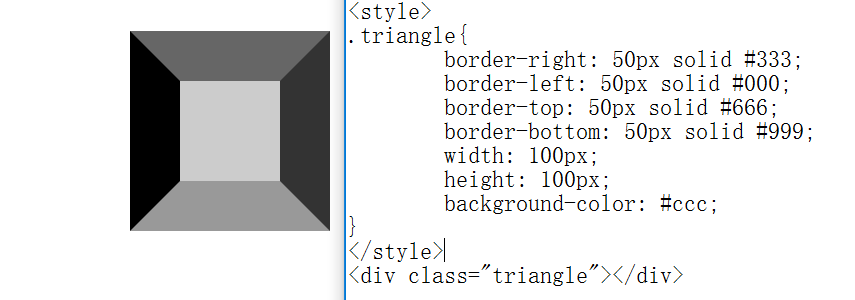 <style>
.triangle{
border-right: 50px solid #333;
border-left: 50px solid #000;
border-top: 50px solid #666;
border-bottom: 50px solid #999;
width: 100px;
height: 100px;
background-color: #ccc;
}
</style>
<div class="triangle"></div>